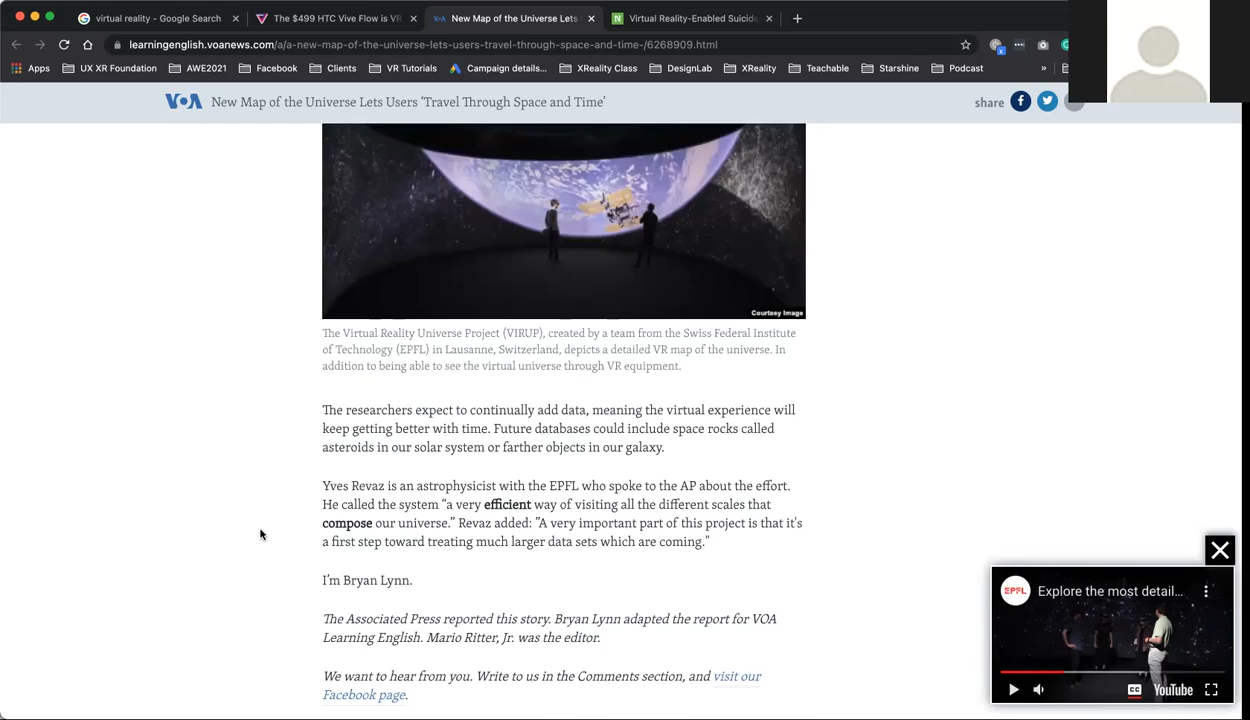 virtual reality - Google Search
The $499 HTC Vive Flow is VR
New Map of the Universe Lets
Virtual Reality-Enabled Suicide
learningenglish.voanews.com/a/a-new-map-of-the-universe-lets-users-travel-through-space-and-time-/6268909.html
Apps UX XR Foundation AWE2021 Facebook Clients VR Tutorials Campaign details... XReality Class DesignLab XReality Teachable Starshine Podcast »
VOA New Map of the Universe Lets Users ‘Travel Through Space and Time’ share
Courtesy Image
The Virtual Reality Universe Project (VIRUP), created by a team from the Swiss Federal Institute
of Technology (EPFL) in Lausanne, Switzerland, depicts a detailed VR map of the universe. In
addition to being able to see the virtual universe through VR equipment.
The researchers expect to continually add data, meaning the virtual experience will
keep getting better with time. Future databases could include space rocks called
asteroids in our solar system or farther objects in our galaxy.
Yves Revaz is an astrophysicist with the EPFL who spoke to the AP about the effort.
He called the system “a very efficient way of visiting all the different scales that
compose our universe.” Revaz added: ”A very important part of this project is that it's
a first step toward treating much larger data sets which are coming."
I’m Bryan Lynn.
The Associated Press reported this story. Bryan Lynn adapted the report for VOA
Learning English. Mario Ritter, Jr. was the editor.
We want to hear from you. Write to us in the Comments section, and visit our
Facebook page.
EPFL Explore the most detail...
CC YouTube